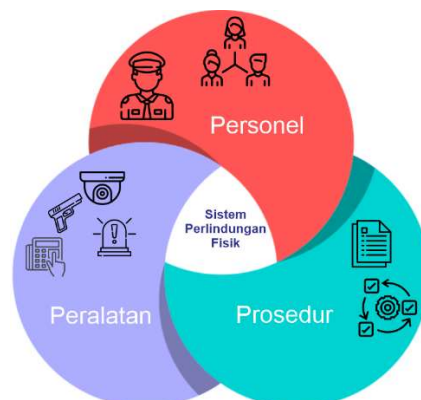 Personel
Sistem
Perlindungan
Fisik
Peralatan
Prosedur